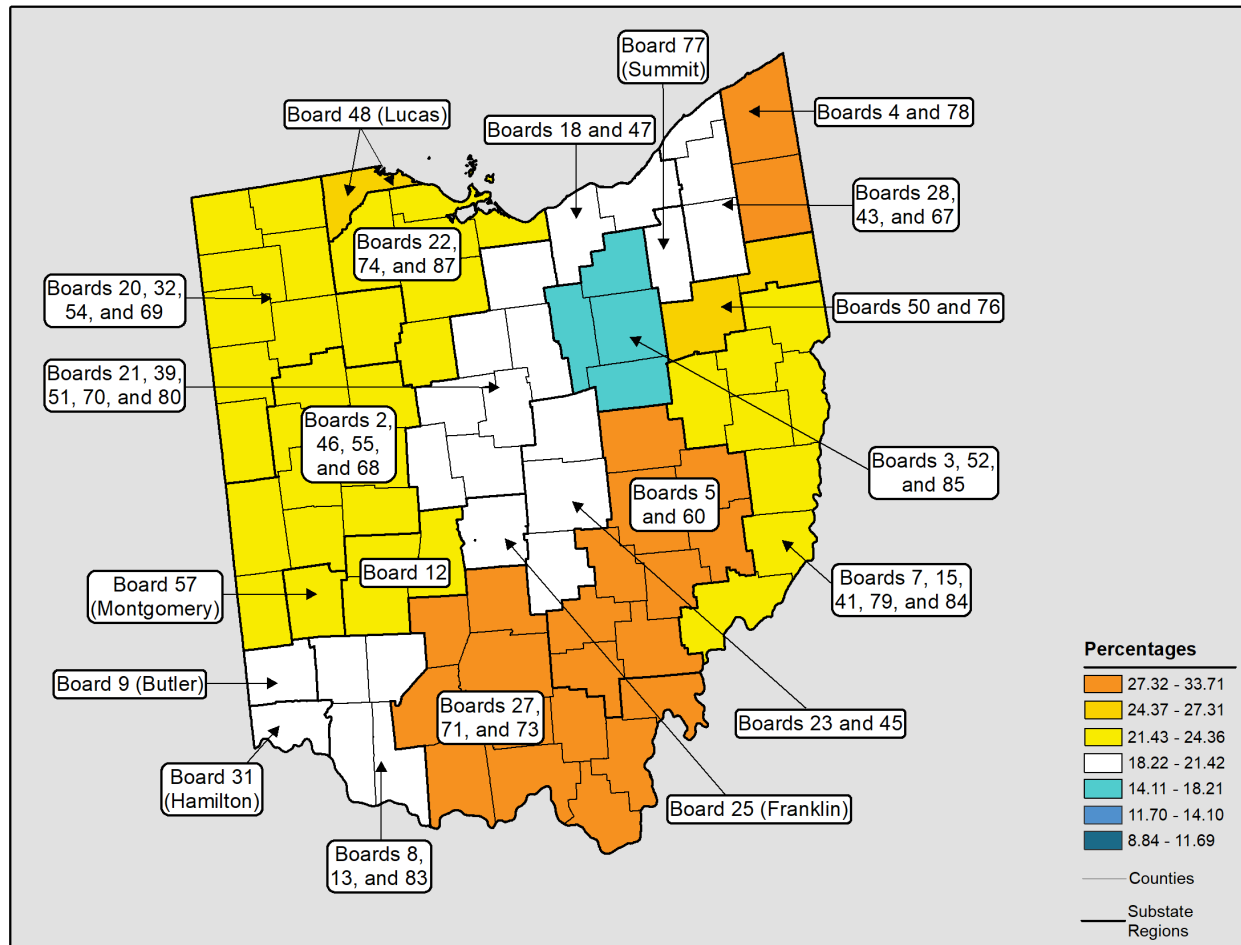 Board 77
(Summit)
Board 48 (Lucas)
Boards 18 and 47
Boards 4 and 78
Boards 28,
43, and 67
Boards 22,
74, and 87
Boards 20, 32,
54, and 69
Boards 50 and 76
Boards 21, 39,
51, 70, and 80
Boards 2,
46, 55,
and 68
Boards 3, 52,
and 85
Boards 5
and 60
Board 12
Board 57
(Montgomery)
Boards 7, 15,
41, 79, and 84
Board 9 (Butler)
Boards 27,
71, and 73
Boards 23 and 45
Board 31
(Hamilton)
Board 25 (Franklin)
Boards 8,
13, and 83
Percentages
27.32 - 33.71
24.37 - 27.31
21.43 - 24.36
18.22 - 21.42
14.11 - 18.21
11.70 - 14.10
8.84 - 11.69
Counties
Substate
Regions